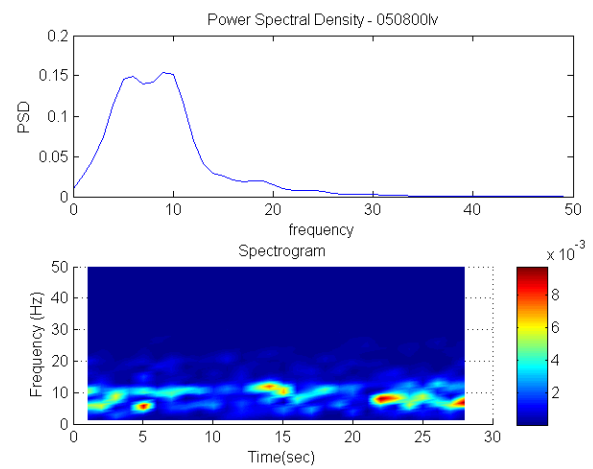 Power Spectral Density - 050800lv
0.2
0.15
0.1
0.05
0
PSD
0 10 20 30 40 50
frequency
Spectrogram
x 10-3
50
40
30
20
10
0
Frequency (Hz)
0 5 10 15 20 25 30
Time(sec)
8
6
4
2